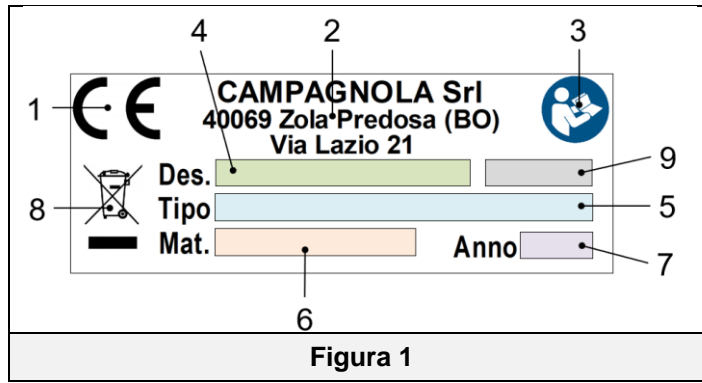 4 2 3
1 CE CAMPAGNOLA Srl
40069 Zola Predosa (BO)
Via Lazio 21
Des. 9
8 Tipo 5
Mat. Anno 7
6
Figura 1